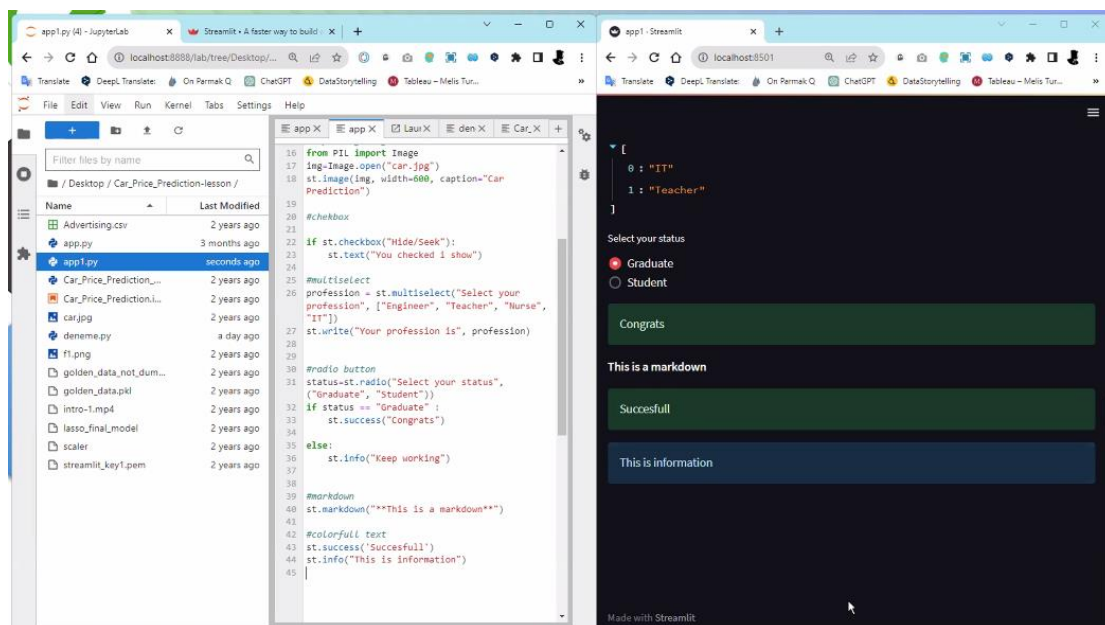 app1.py (4) - JupyterLab
Streamlit • A faster way to build
localhost:8888/lab/tree/Desktop/...
Translate DeepL Translate: On Parmak Q ChatGPT DataStorytelling Tableau – Melis Tur...
File Edit View Run Kernel Tabs Settings Help
Filter files by name
/ Desktop / Car_Price_Prediction-lesson /
Name Last Modified
Advertising.csv 2 years ago
app.py 3 months ago
app1.py seconds ago
Car_Price_Prediction_... 2 years ago
Car_Price_Prediction.i... 2 years ago
car.jpg 2 years ago
deneme.py a day ago
f1.png 2 years ago
golden_data_not_dum... 2 years ago
golden_data.pkl 2 years ago
intro-1.mp4 2 years ago
lasso_final_model 2 years ago
scaler 2 years ago
streamlit_key1.pem 2 years ago
app app Laun den Car_
16 from PIL import Image
17 img=Image.open("car.jpg")
18 st.image(img, width=600, caption="Car
Prediction")
19
20 #chekbox
21
22 if st.checkbox("Hide/Seek"):
23 st.text("You checked i show")
24
25 #multiselect
26 profession = st.multiselect("Select your
profession", ["Engineer", "Teacher", "Nurse",
"IT"])
27 st.write("Your profession is", profession)
28
29
30 #radio button
31 status=st.radio("Select your status",
("Graduate", "Student"))
32 if status == "Graduate" :
33 st.success("Congrats")
34
35 else:
36 st.info("Keep working")
37
38
39 #markdown
40 st.markdown("**This is a markdown**")
41
42 #colorfull text
43 st.success('Succesfull')
44 st.info("This is information")
45
app1 · Streamlit
localhost:8501
Translate DeepL Translate: On Parmak Q ChatGPT DataStorytelling Tableau – Melis Tur...
[
0 : "IT"
1 : "Teacher"
]
Select your status
Graduate
Student
Congrats
This is a markdown
Succesfull
This is information
Made with Streamlit